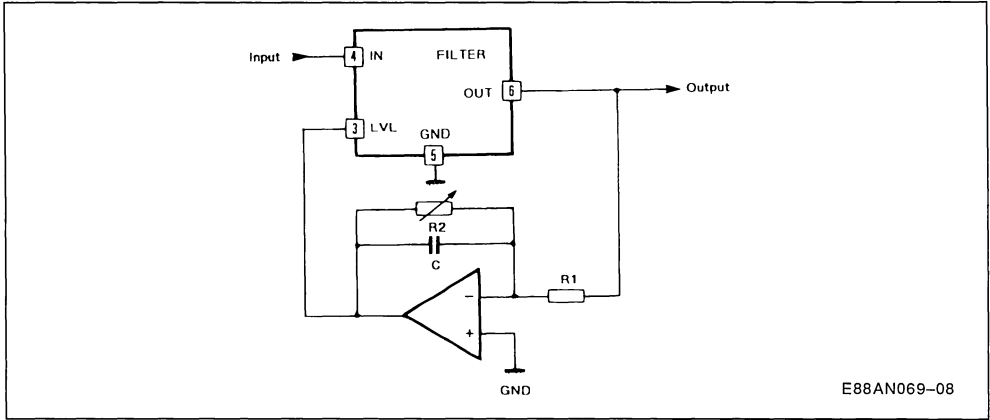 Input
4
IN
FILTER
OUT
6
Output
3
LVL
GND
5
R2
C
R1
−
+
GND
E88AN069–08